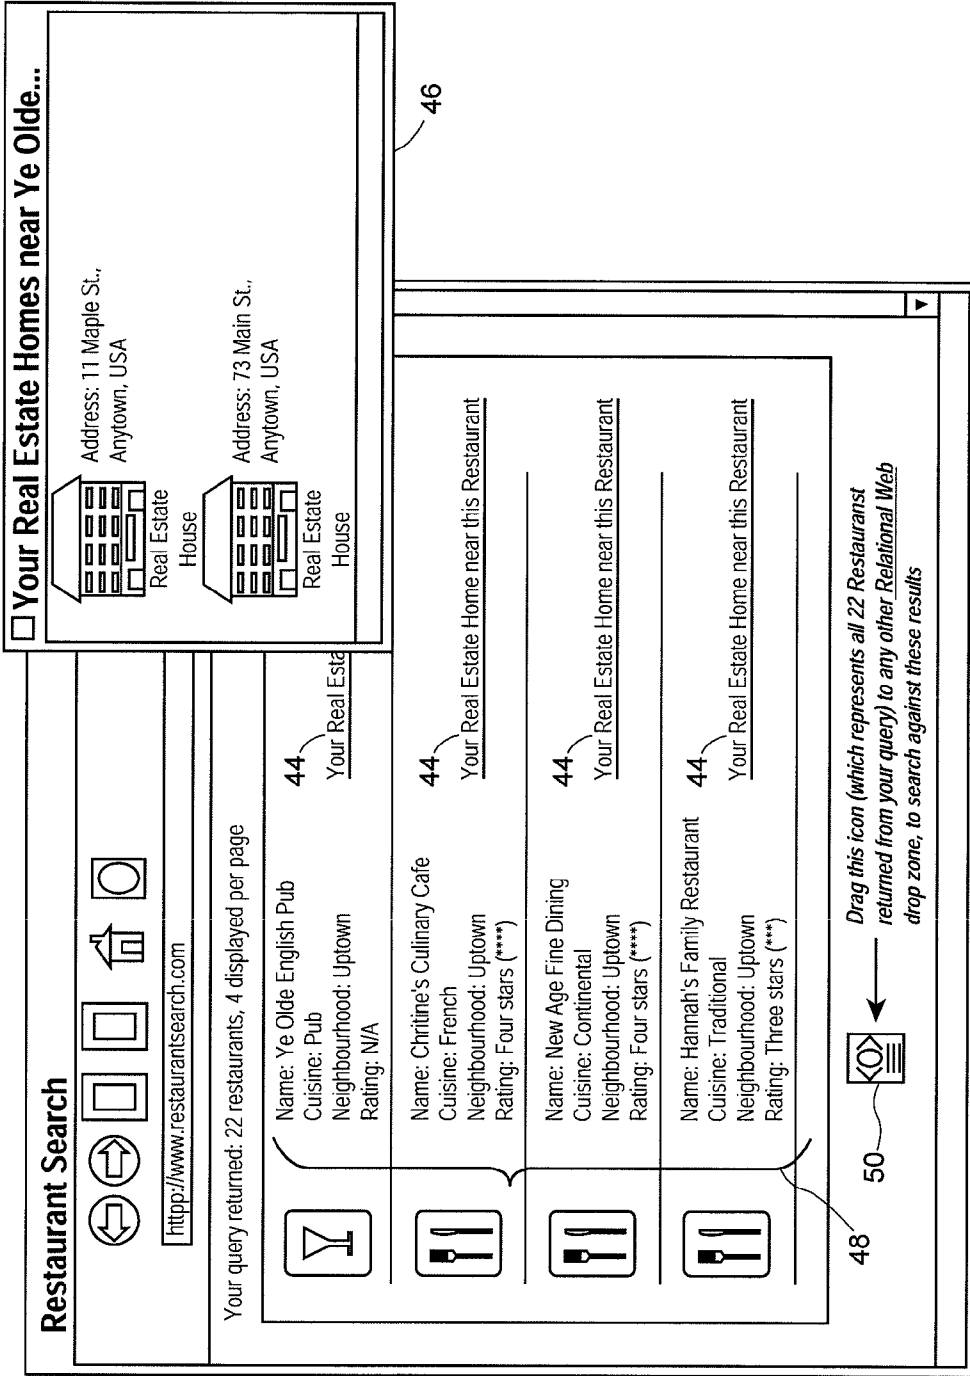 Your Real Estate Homes near Ye Olde...
Address: 11 Maple St.,
Anytown, USA
Real Estate
House
Address: 73 Main St.,
Anytown, USA
Real Estate
House
46
Restaurant Search
httpp://www.restaurantsearch.com
Your query returned: 22 restaurants, 4 displayed per page
Name: Ye Olde English Pub
Cuisine: Pub
Neighbourhood: Uptown
Rating: N/A
44
Your Real Esta
Name: Chritine's Culinary Cafe
Cuisine: French
Neighbourhood: Uptown
Rating: Four stars (****)
44
Your Real Estate Home near this Restaurant
Name: New Age Fine Dining
Cuisine: Continental
Neighbourhood: Uptown
Rating: Four stars (****)
44
Your Real Estate Home near this Restaurant
Name: Hannah's Family Restaurant
Cuisine: Traditional
Neighbourhood: Uptown
Rating: Three stars (***)
44
Your Real Estate Home near this Restaurant
48
50
Drag this icon (which represents all 22 Restauranst
returned from your query) to any other Relational Web
drop zone, to search against these results